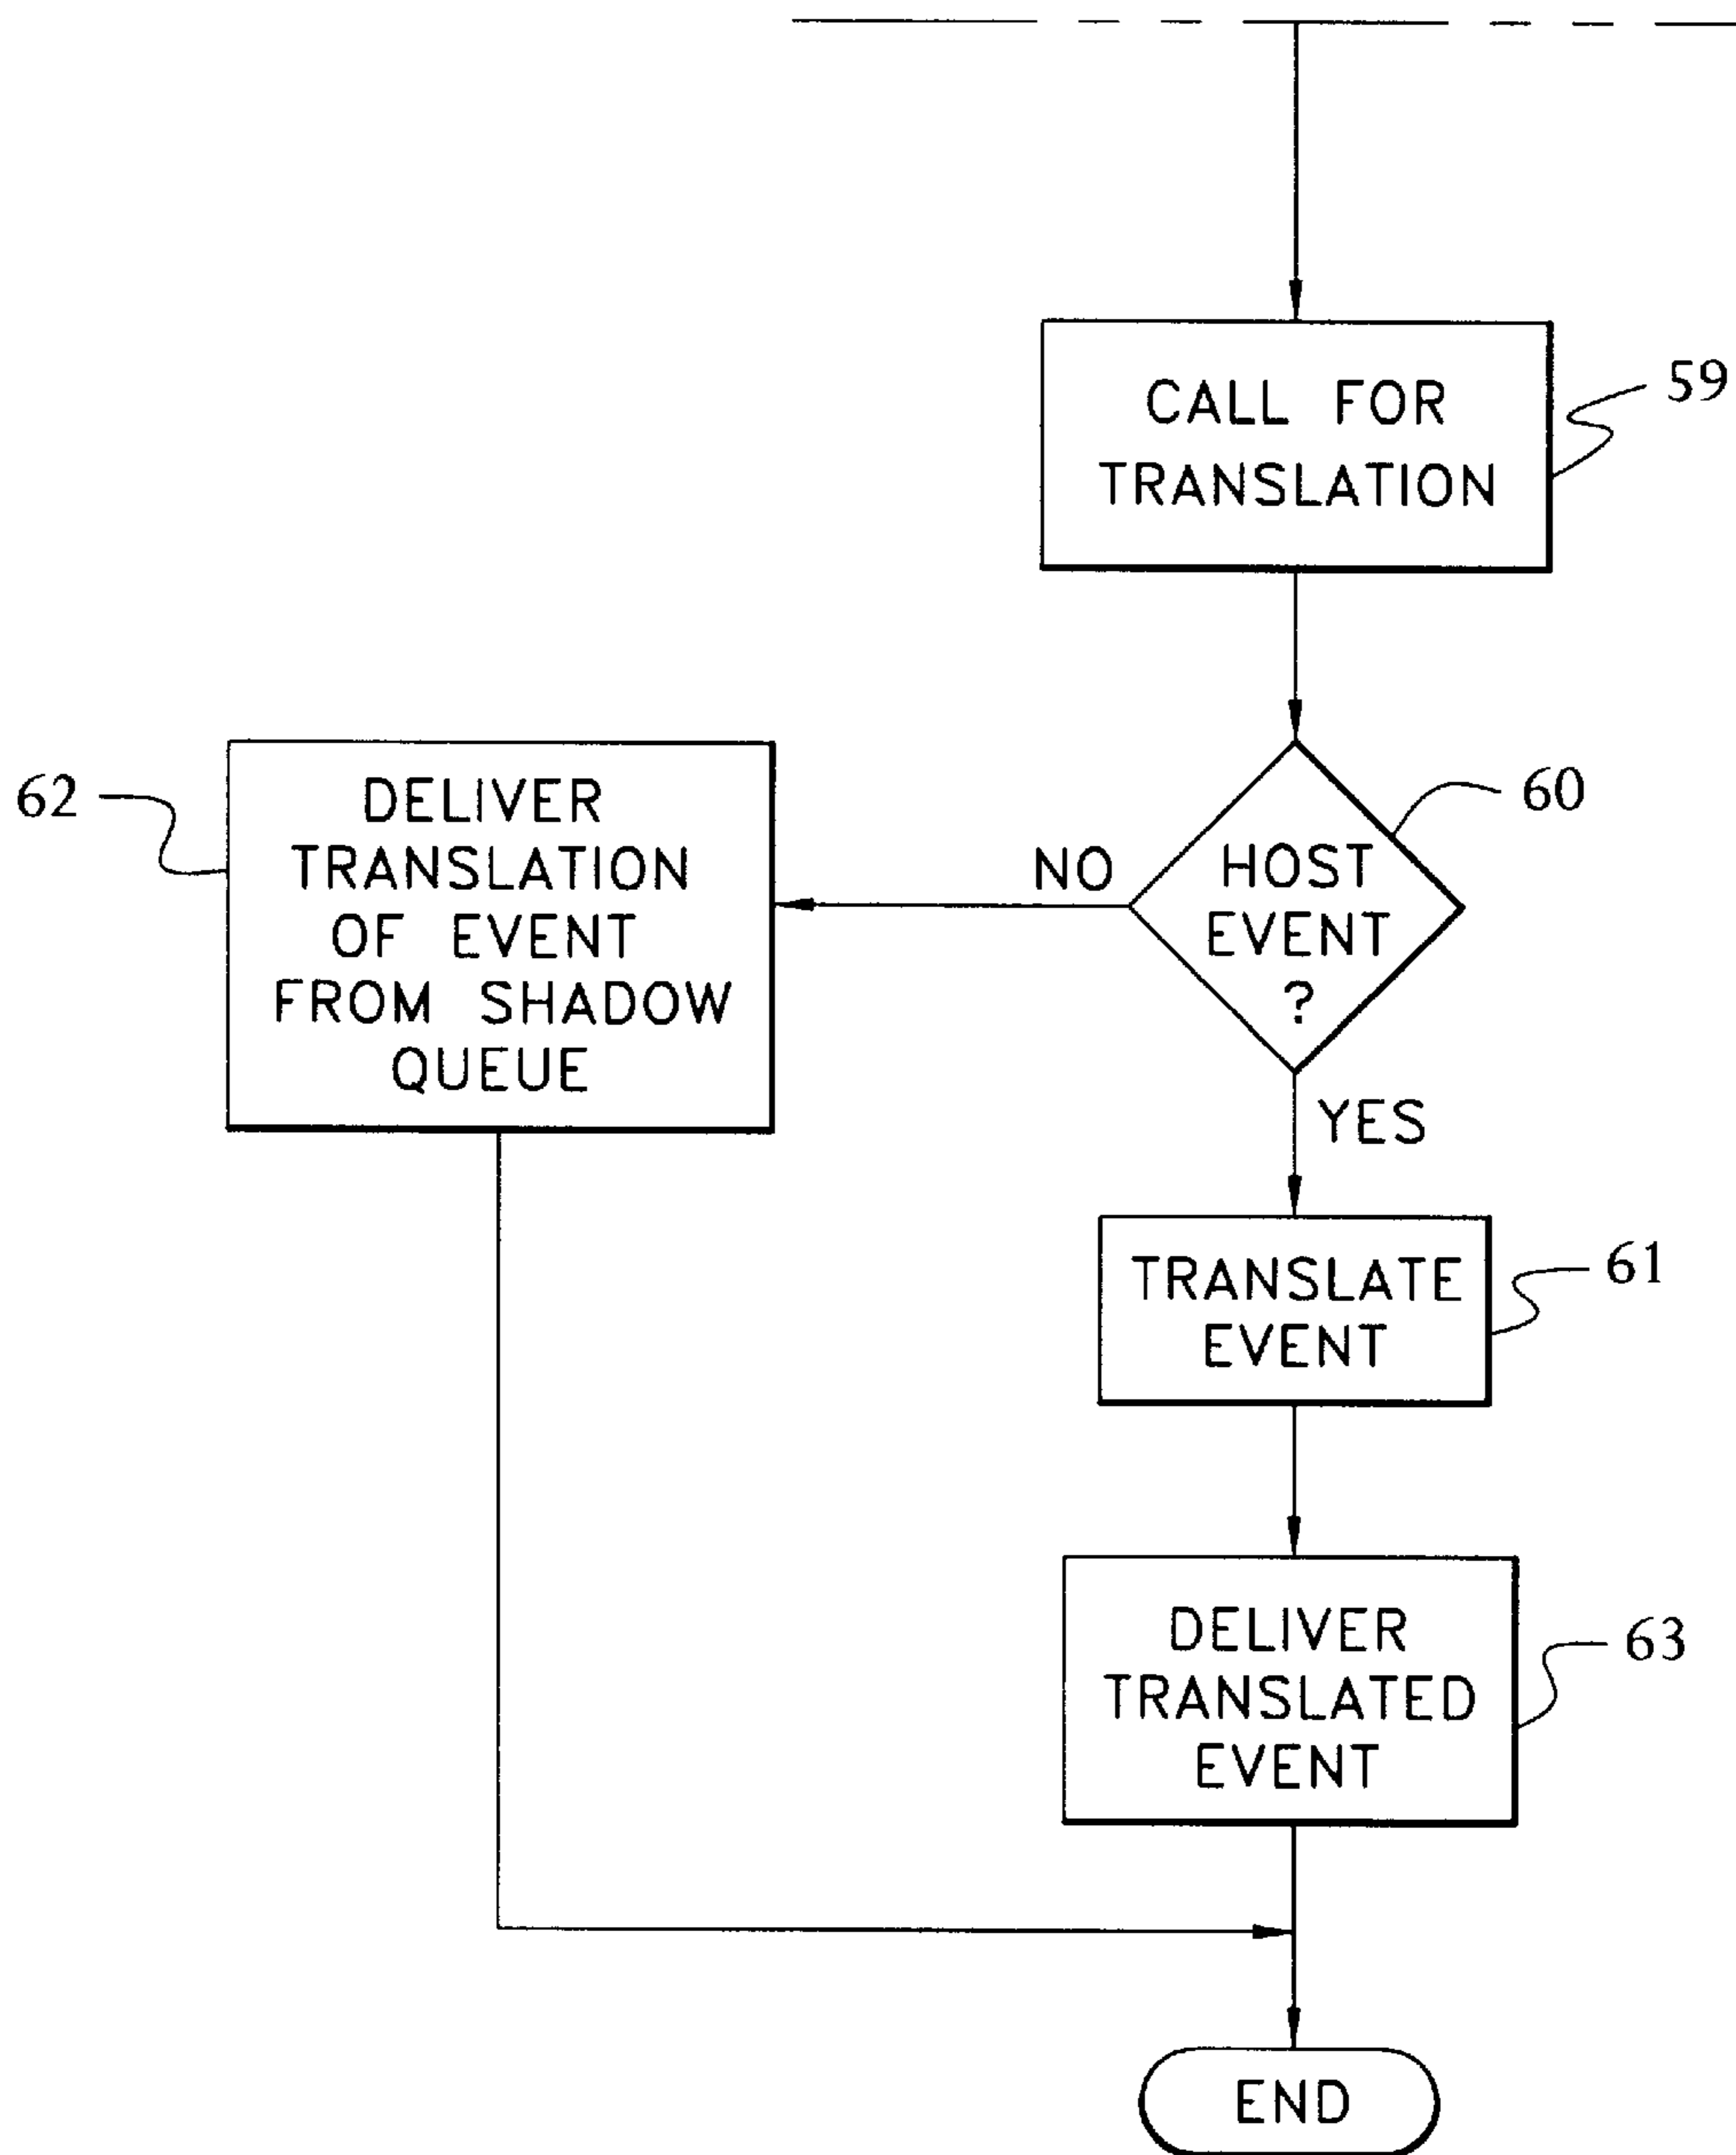 CALL FOR
TRANSLATION
59
62
DELIVER
TRANSLATION
OF EVENT
FROM SHADOW
QUEUE
NO
HOST
EVENT
?
60
YES
TRANSLATE
EVENT
61
DELIVER
TRANSLATED
EVENT
63
END